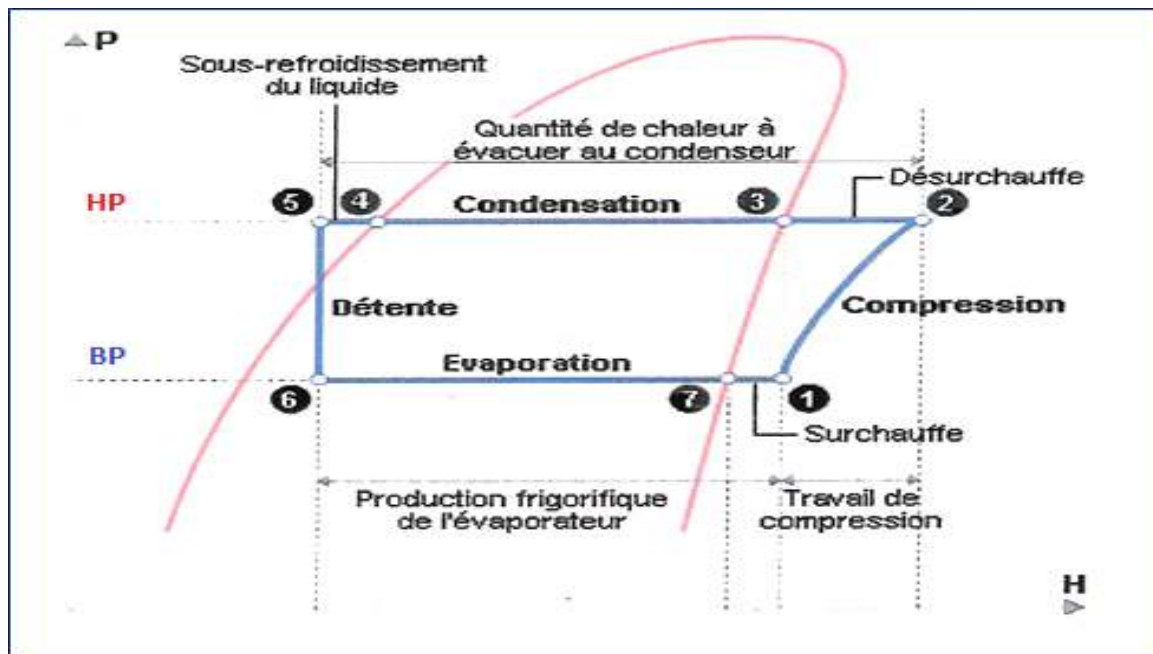 P
Sous-refroidissement
du liquide
Quantité de chaleur à
évacuer au condenseur
Désurchauffe
HP
5
4
Condensation
3
2
Détente
Compression
BP
Evaporation
6
7
1
Surchauffe
Production frigorifique
de l'évaporateur
Travail de
compression
H